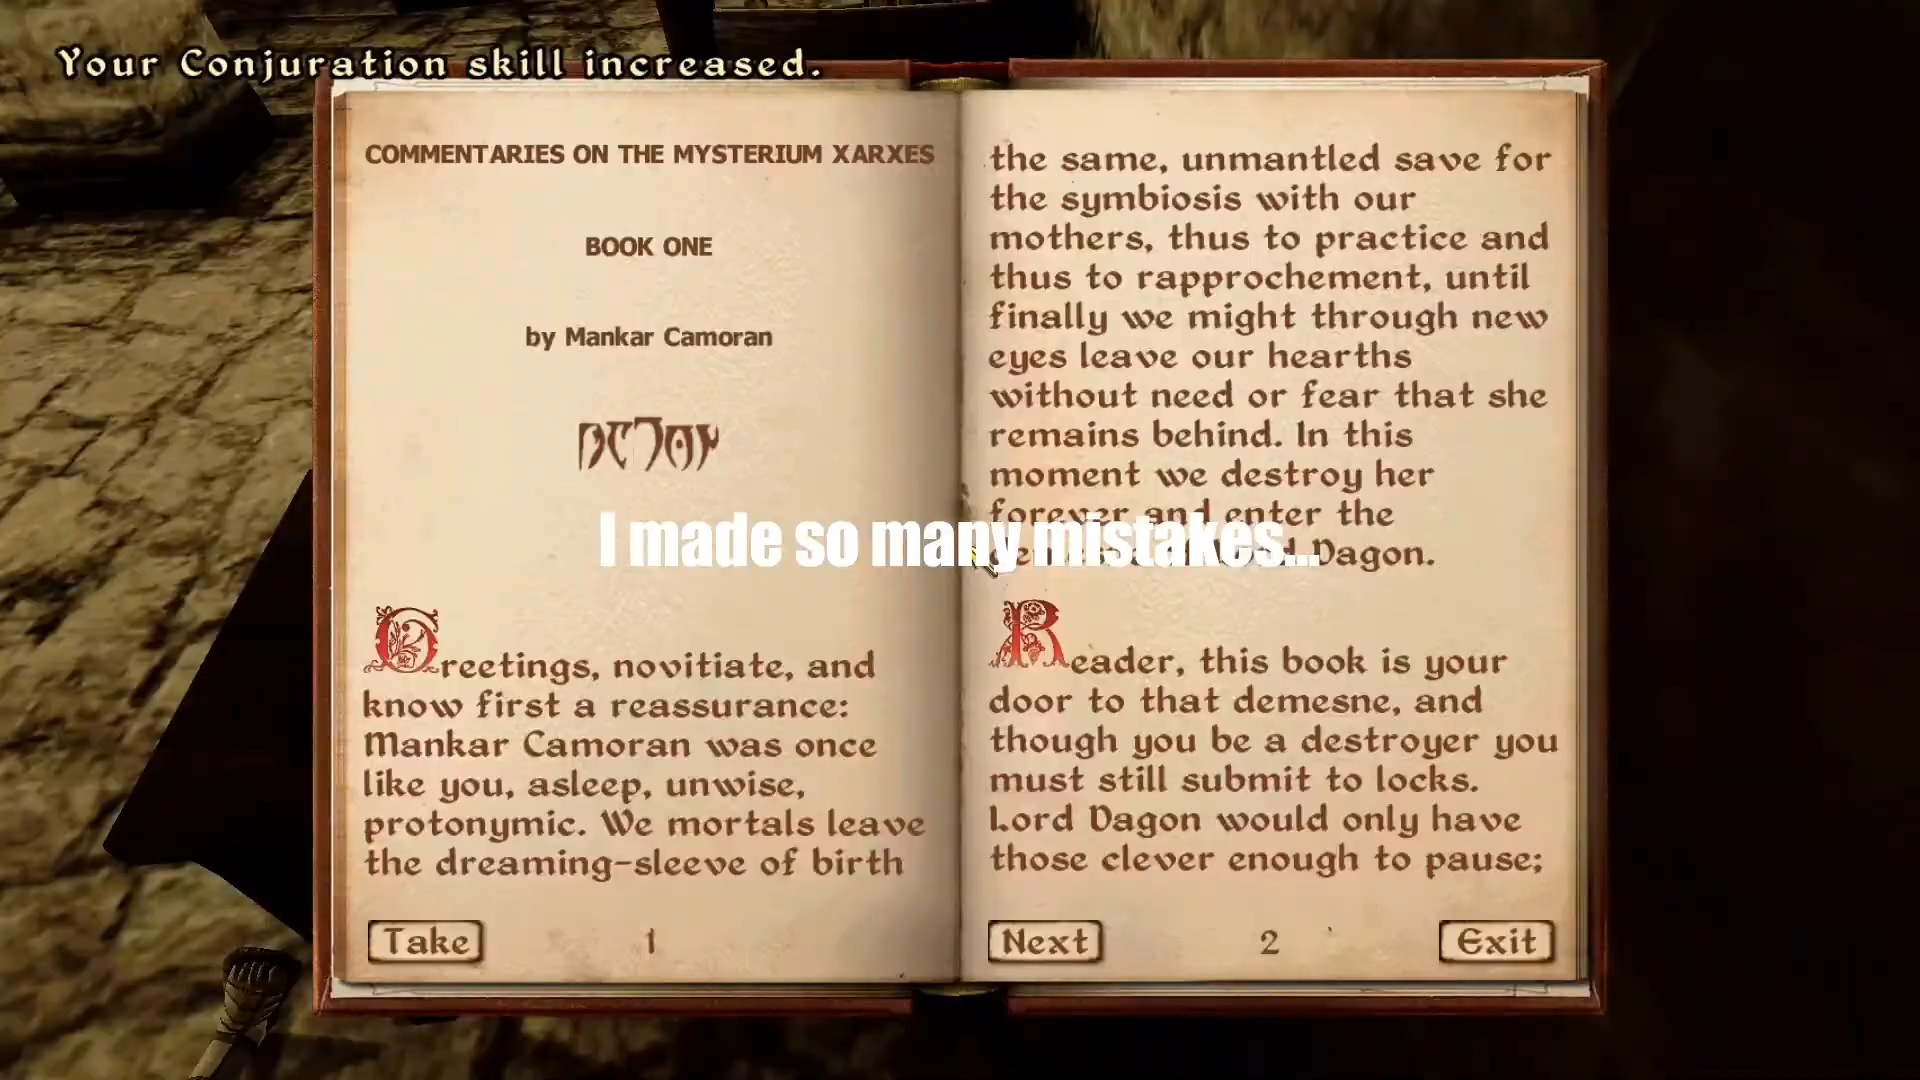 Your Conjuration skill increased.
COMMENTARIES ON THE MYSTERIUM XARXES
BOOK ONE
by Mankar Camoran
Greetings, novitiate, and
know first a reassurance:
Mankar Camoran was once
like you, asleep, unwise,
protonymic. We mortals leave
the dreaming-sleeve of birth
Take
1
the same, unmantled save for
the symbiosis with our
mothers, thus to practice and
thus to rapprochement, until
finally we might through new
eyes leave our hearths
without need or fear that she
remains behind. In this
moment we destroy her
forever and enter the
Dagon.
I made so many mistakes...
Reader, this book is your
door to that demesne, and
though you be a destroyer you
must still submit to locks.
Lord Dagon would only have
those clever enough to pause;
Next
2
Exit